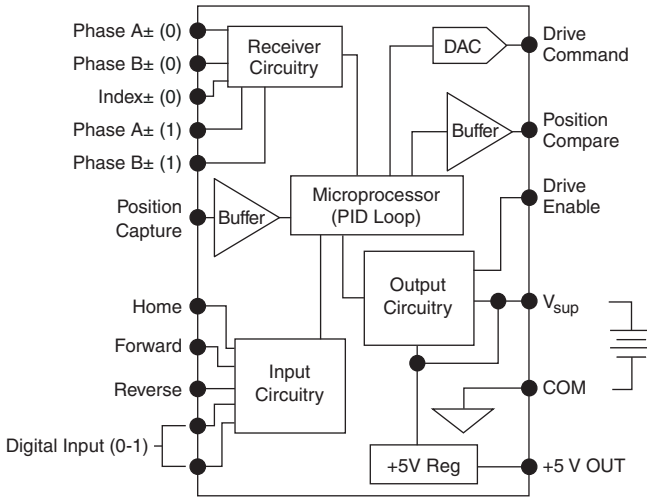 Phase A± (0)
Phase B± (0)
Index± (0)
Phase A± (1)
Phase B± (1)
Position
Capture
Home
Forward
Reverse
Digital Input (0-1)
Receiver
Circuitry
Buffer
Microprocessor
(PID Loop)
Input
Circuitry
DAC
Buffer
Output
Circuitry
+5V Reg
Drive
Command
Position
Compare
Drive
Enable
Vsup
COM
+5 V OUT